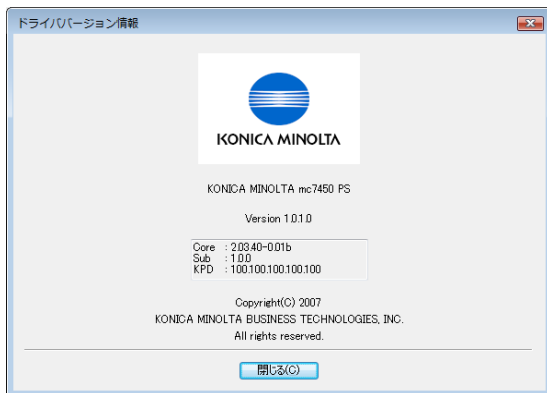 ドライババージョン情報
KONICA MINOLTA
KONICA MINOLTA mc7450 PS
Version 1.0.1.0
Core : 2.03.40-0.01b
Sub : 1.0.0
KPD : 100.100.100.100.100
Copyright(C) 2007
KONICA MINOLTA BUSINESS TECHNOLOGIES, INC.
All rights reserved.
閉じる(C)